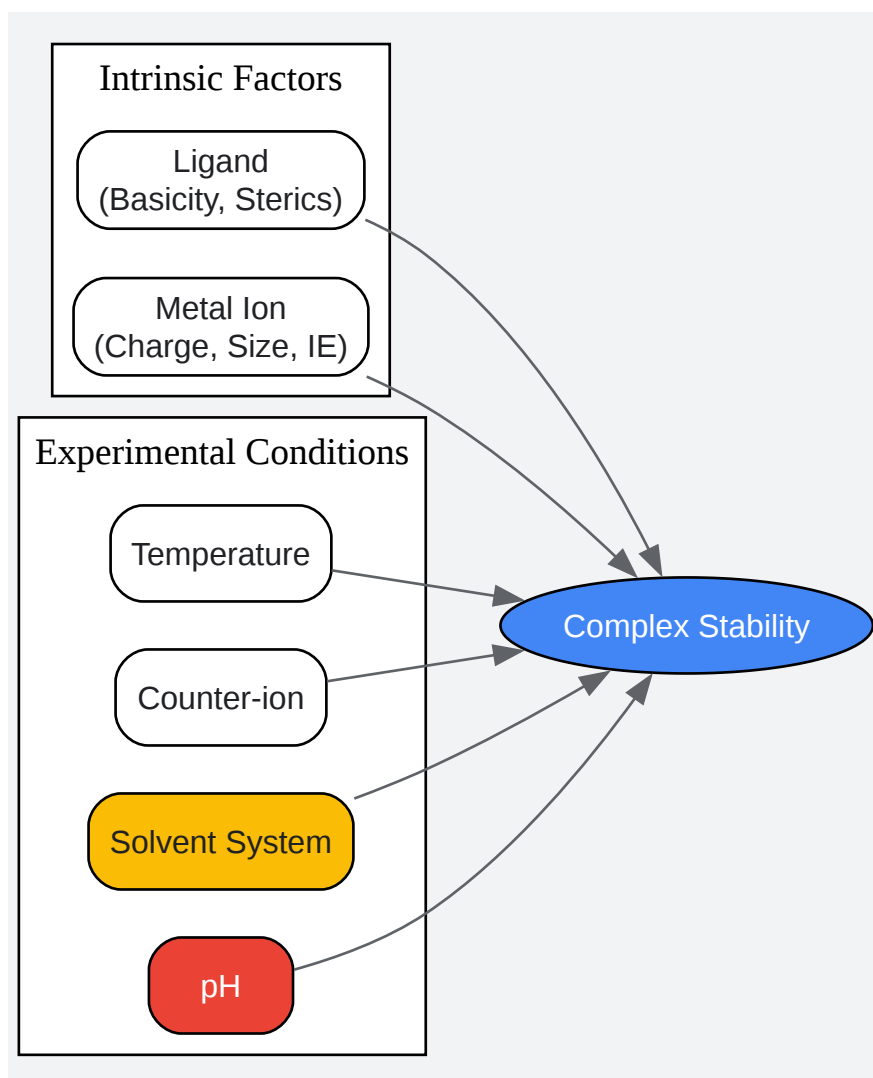 Intrinsic Factors
Ligand
(Basicity, Sterics)
Metal Ion
(Charge, Size, IE)
Experimental Conditions
Temperature
Counter-ion
Solvent System
pH
Complex Stability